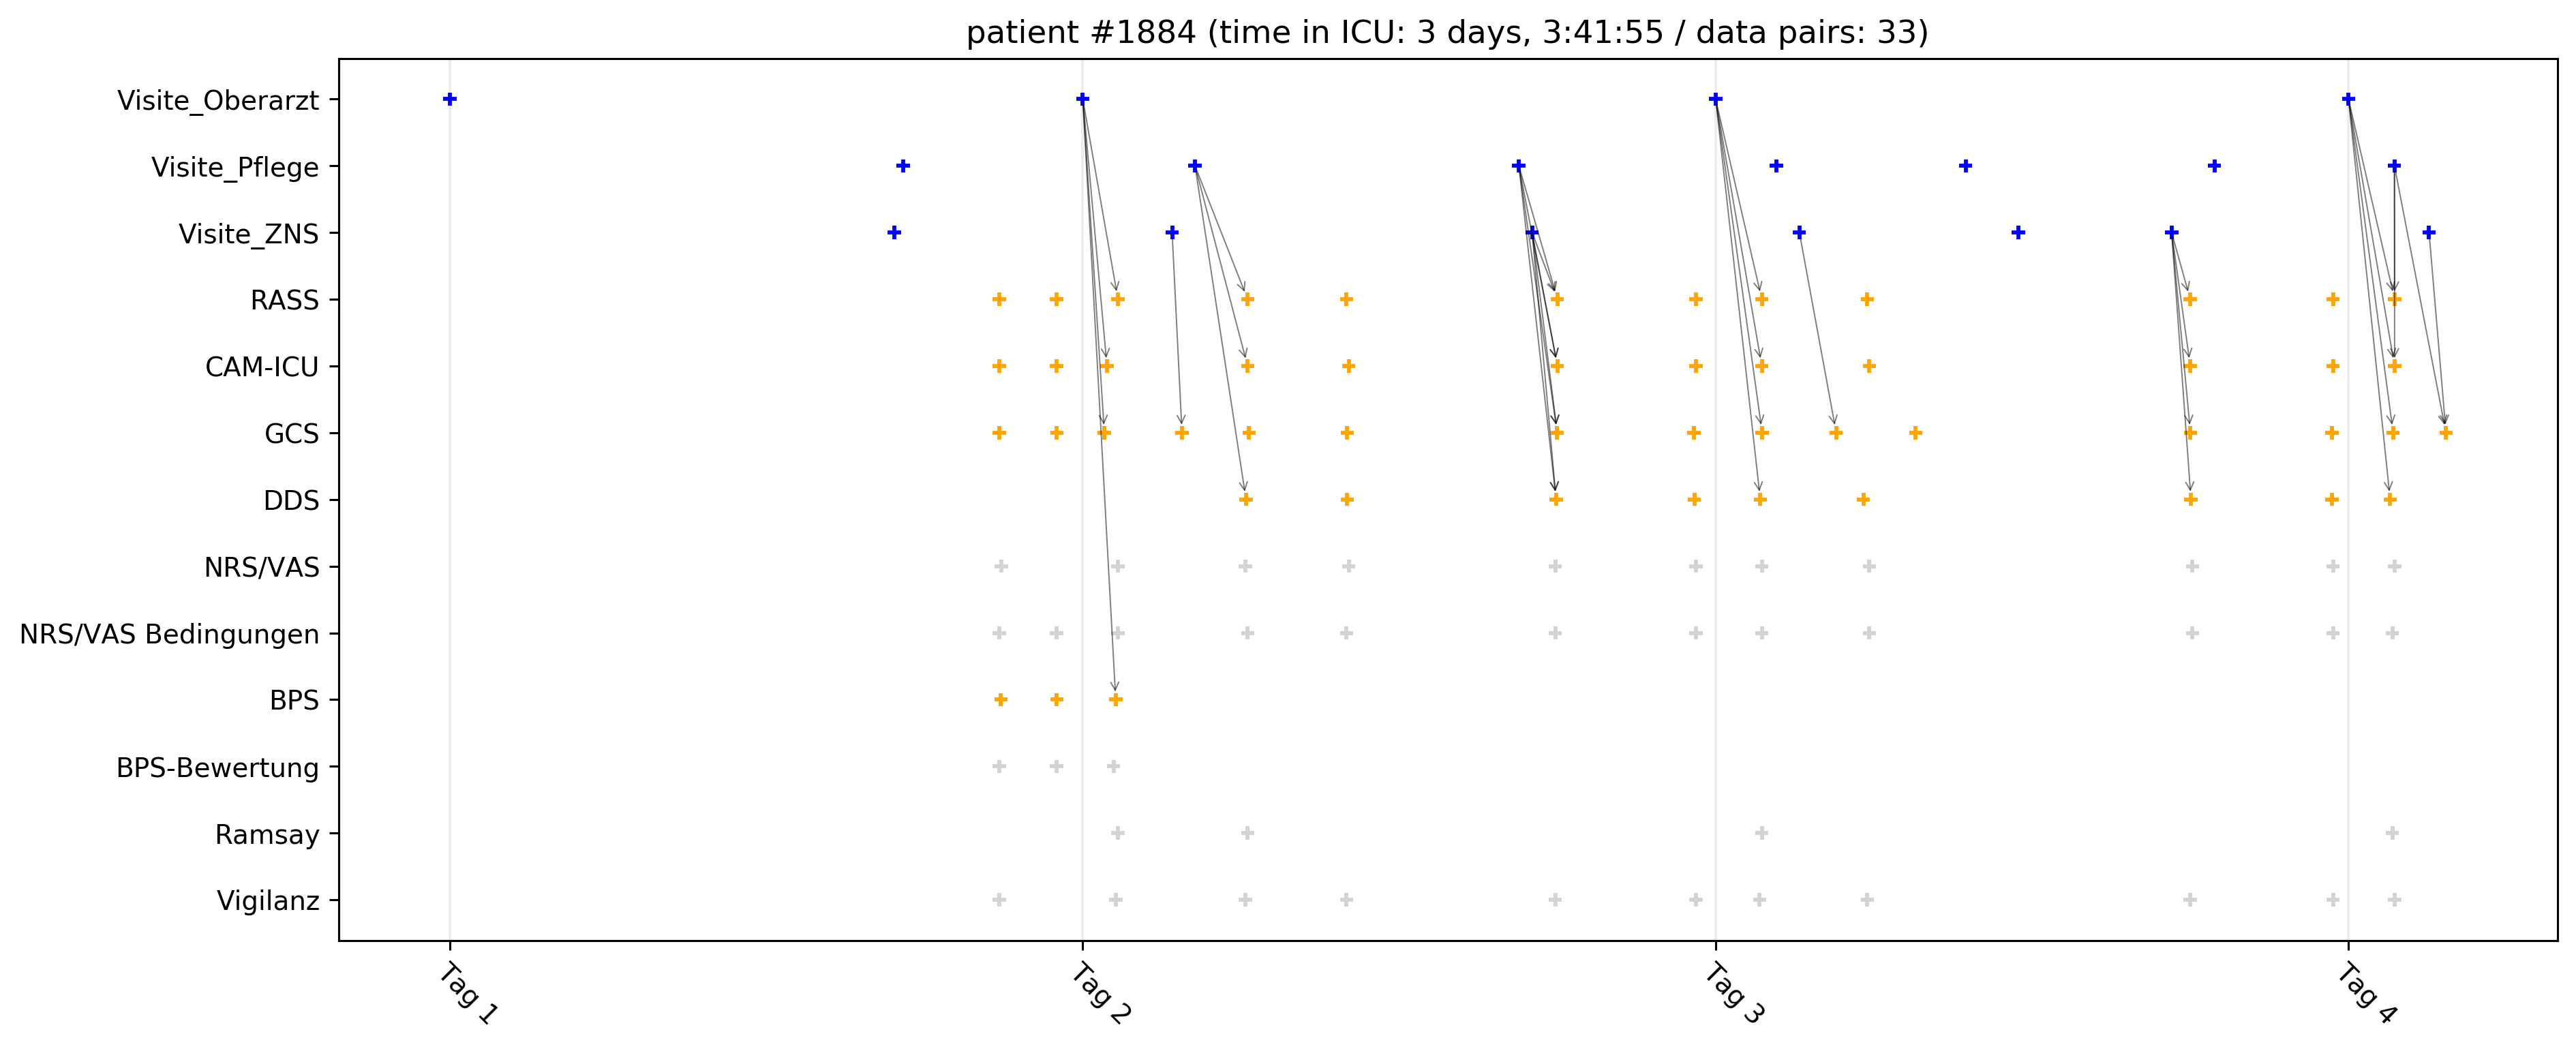 patient #1884 (time in ICU: 3 days, 3:41:55 / data pairs: 33)
Visite_Oberarzt
Visite_Pflege
Visite_ZNS
RASS
CAM-ICU
GCS
DDS
NRS/VAS
NRS/VAS Bedingungen
BPS
BPS-Bewertung
Ramsay
Vigilanz
Tag 1
Tag 2
Tag 3
Tag 4